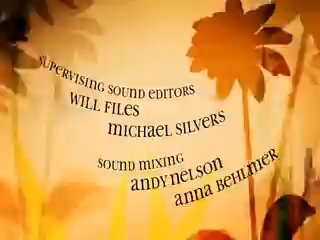 SUPERVISING SOUND EDITORS
WILL FILES
MICHAEL SILVERS
SOUND MIXING
ANDY NELSON
ANNA BEHLMER